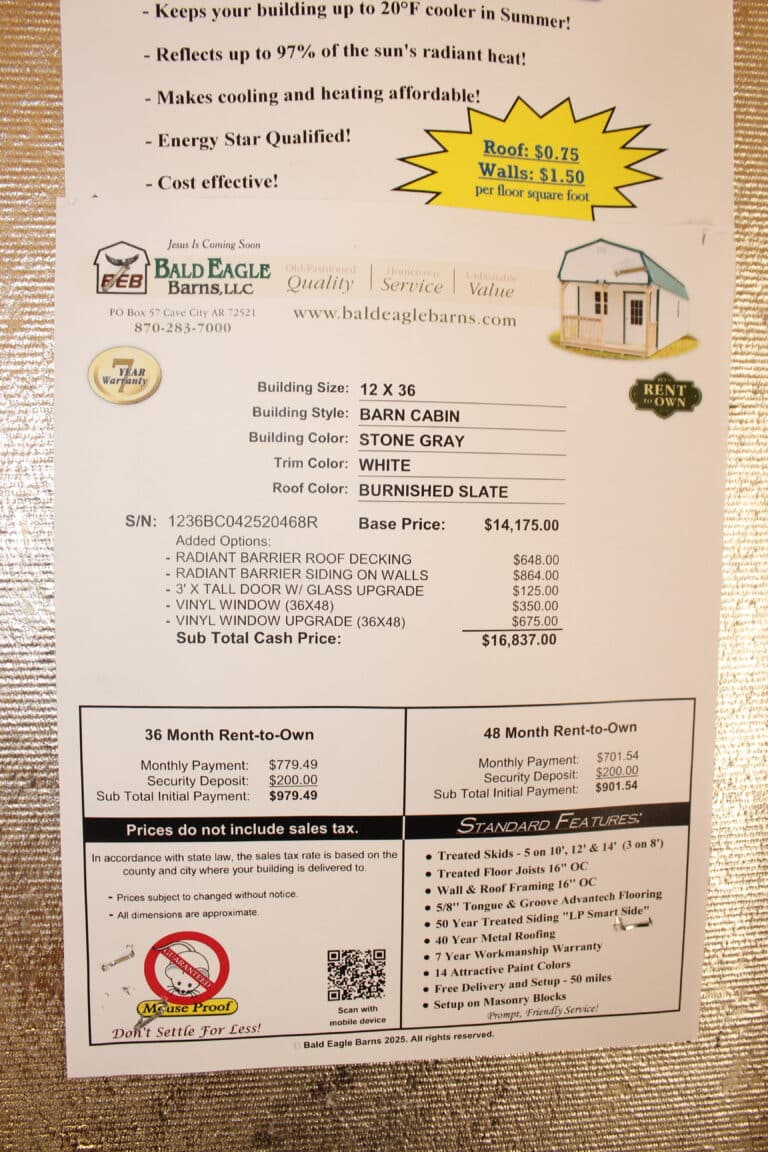 - Keeps your building up to 20°F cooler in Summer!
- Reflects up to 97% of the sun's radiant heat!
- Makes cooling and heating affordable!
- Energy Star Qualified!
- Cost effective!
Roof: $0.75
Walls: $1.50
per floor square foot
Jesus Is Coming Soon
BEB
BALD EAGLE
BARNS, LLC
Old-Fashioned Quality
Hometown Service
Unbeatable Value
PO Box 57 Cave City AR 72521
870-283-7000
www.baldeaglebarns.com
7 YEAR
Warranty
RENT
TO OWN
Building Size: 12 X 36
Building Style: BARN CABIN
Building Color: STONE GRAY
Trim Color: WHITE
Roof Color: BURNISHED SLATE
S/N: 1236BC042520468R Base Price: $14,175.00
Added Options:
- RADIANT BARRIER ROOF DECKING $648.00
- RADIANT BARRIER SIDING ON WALLS $864.00
- 3' X TALL DOOR W/ GLASS UPGRADE $125.00
- VINYL WINDOW (36X48) $350.00
- VINYL WINDOW UPGRADE (36X48) $675.00
Sub Total Cash Price: $16,837.00
36 Month Rent-to-Own
Monthly Payment: $779.49
Security Deposit: $200.00
Sub Total Initial Payment: $979.49
48 Month Rent-to-Own
Monthly Payment: $701.54
Security Deposit: $200.00
Sub Total Initial Payment: $901.54
Prices do not include sales tax.
In accordance with state law, the sales tax rate is based on the
county and city where your building is delivered to.
- Prices subject to changed without notice.
- All dimensions are approximate.
GUARANTEED
Mouse Proof
Don't Settle For Less!
Scan with
mobile device
STANDARD FEATURES:
• Treated Skids - 5 on 10', 12' & 14' (3 on 8')
• Treated Floor Joists 16" OC
• Wall & Roof Framing 16" OC
• 5/8" Tongue & Groove Advantech Flooring
• 50 Year Treated Siding "LP Smart Side"
• 40 Year Metal Roofing
• 7 Year Workmanship Warranty
• 14 Attractive Paint Colors
• Free Delivery and Setup - 50 miles
• Setup on Masonry Blocks
Prompt, Friendly Service!
Bald Eagle Barns 2025. All rights reserved.